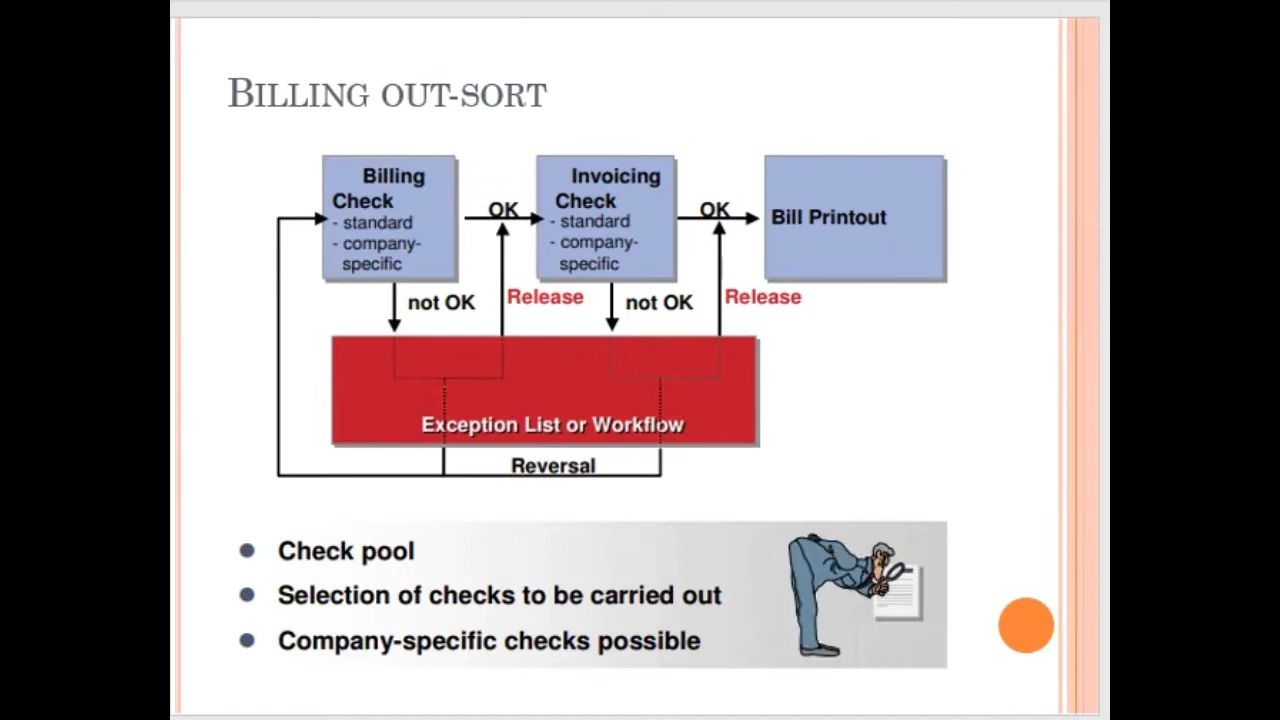 BILLING OUT-SORT
Billing
Check
- standard
- company-
specific
OK
Invoicing
Check
- standard
- company-
specific
OK
Bill Printout
not OK
Release
not OK
Release
Exception List or Workflow
Reversal
Check pool
Selection of checks to be carried out
Company-specific checks possible